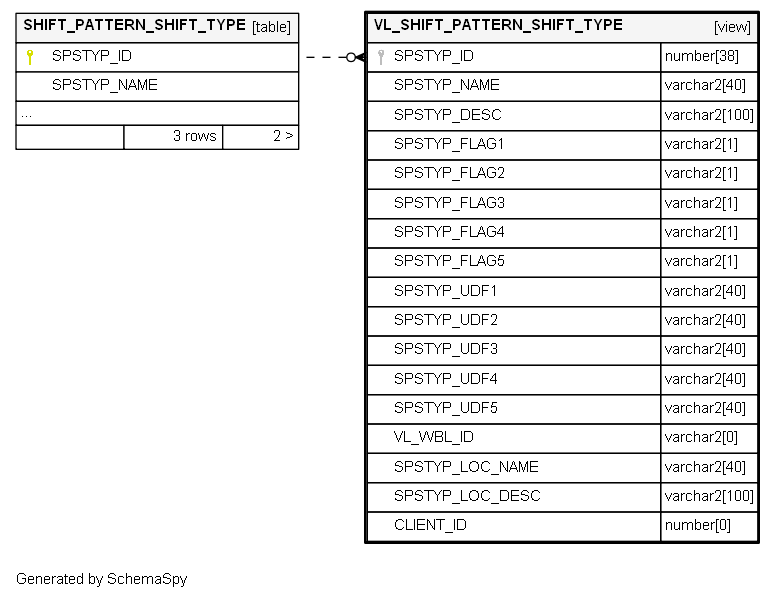 SHIFT_PATTERN_SHIFT_TYPE [table]
SPSTYP_ID
SPSTYP_NAME
...
3 rows 2 >
VL_SHIFT_PATTERN_SHIFT_TYPE [view]
SPSTYP_ID number[38]
SPSTYP_NAME varchar2[40]
SPSTYP_DESC varchar2[100]
SPSTYP_FLAG1 varchar2[1]
SPSTYP_FLAG2 varchar2[1]
SPSTYP_FLAG3 varchar2[1]
SPSTYP_FLAG4 varchar2[1]
SPSTYP_FLAG5 varchar2[1]
SPSTYP_UDF1 varchar2[40]
SPSTYP_UDF2 varchar2[40]
SPSTYP_UDF3 varchar2[40]
SPSTYP_UDF4 varchar2[40]
SPSTYP_UDF5 varchar2[40]
VL_WBL_ID varchar2[0]
SPSTYP_LOC_NAME varchar2[40]
SPSTYP_LOC_DESC varchar2[100]
CLIENT_ID number[0]
Generated by SchemaSpy